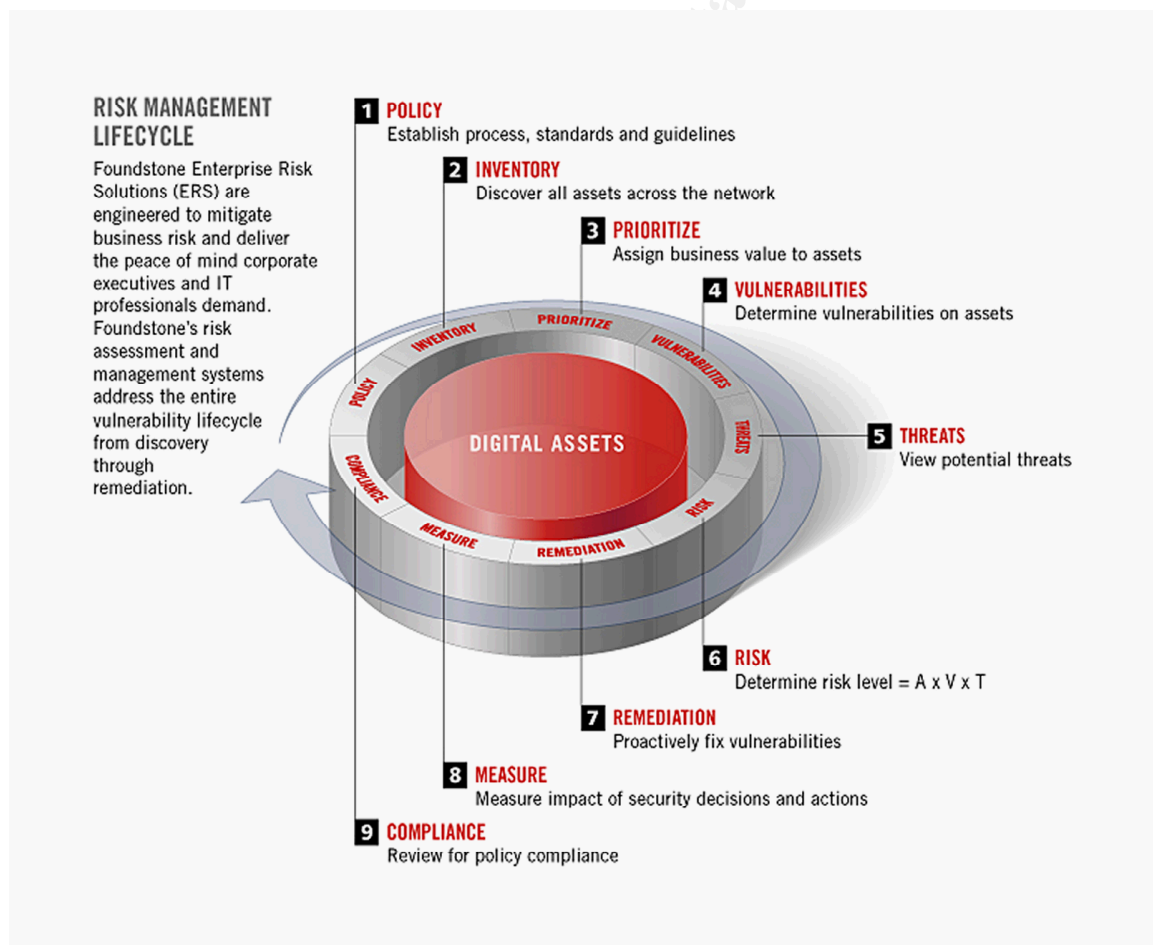 RISK MANAGEMENT
LIFECYCLE
Foundstone Enterprise Risk
Solutions (ERS) are
engineered to mitigate
business risk and deliver
the peace of mind corporate
executives and IT
professionals demand.
Foundstone's risk
assessment and
management systems
address the entire
vulnerability lifecycle
from discovery
through
remediation.
1 POLICY
Establish process, standards and guidelines
2 INVENTORY
Discover all assets across the network
3 PRIORITIZE
Assign business value to assets
4 VULNERABILITIES
Determine vulnerabilities on assets
5 THREATS
View potential threats
6 RISK
Determine risk level = A x V x T
7 REMEDIATION
Proactively fix vulnerabilities
8 MEASURE
Measure impact of security decisions and actions
9 COMPLIANCE
Review for policy compliance
POLICY
INVENTORY
PRIORITIZE
VULNERABILITIES
THREATS
RISK
REMEDIATION
MEASURE
COMPLIANCE
DIGITAL ASSETS